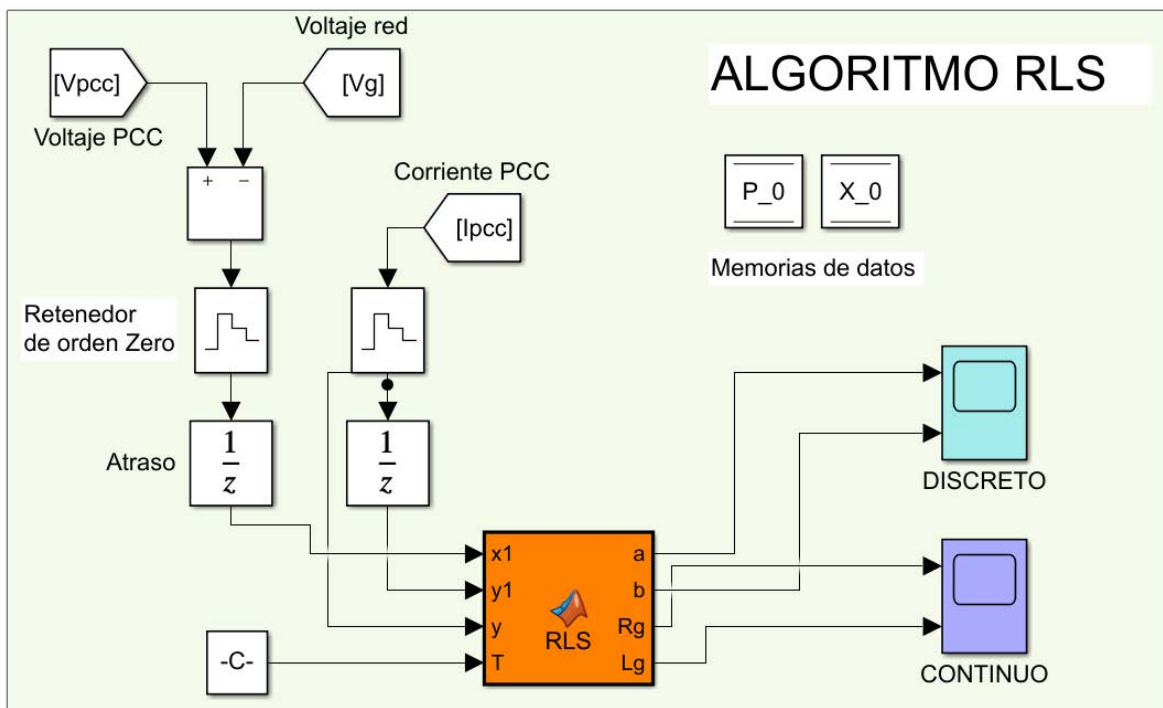 Voltaje red
[Vpcc]
[Vg]
Voltaje PCC
ALGORITMO RLS
+ −
Corriente PCC
[Ipcc]
P_0
X_0
Memorias de datos
Retenedor
de orden Zero
Atraso
1
z
1
z
DISCRETO
x1
y1
y
T
RLS
a
b
Rg
Lg
-C-
CONTINUO